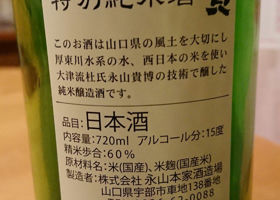 特別純米酒 貴
このお酒は山口県の風土を大切にし
厚東川水系の水、西日本の米を使い
大津流杜氏永山貴博の技術で醸した
純米醸造酒です。
品目:日本酒
内容量:720ml アルコール分:15度
精米歩合:60%
原材料名:米(国産)、米麹(国産米)
製造者:株式会社 永山本家酒造場
山口県宇部市車地138番地